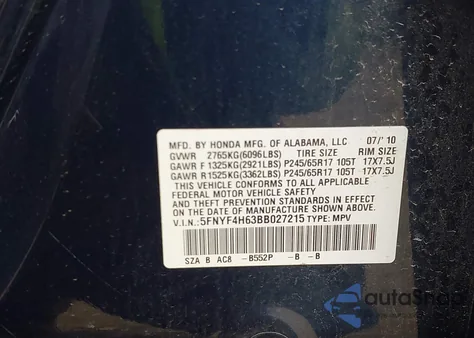 MFD. BY HONDA MFG. OF ALABAMA, LLC 07/'10
GVWR 2765KG(6096LBS) TIRE SIZE RIM SIZE
GAWR F 1325KG(2921LBS) P245/65R17 105T 17X7.5J
GAWR R1525KG(3362LBS) P245/65R17 105T 17X7.5J
THIS VEHICLE CONFORMS TO ALL APPLICABLE
FEDERAL MOTOR VEHICLE SAFETY
AND THEFT PREVENTION STANDARDS IN EFFECT ON
THE DATE OF MANUFACTURE SHOWN ABOVE.
V.I.N.: 5FNYF4H63BB027215 TYPE: MPV
SZA B AC8 -B552P -B -B
autoSnap